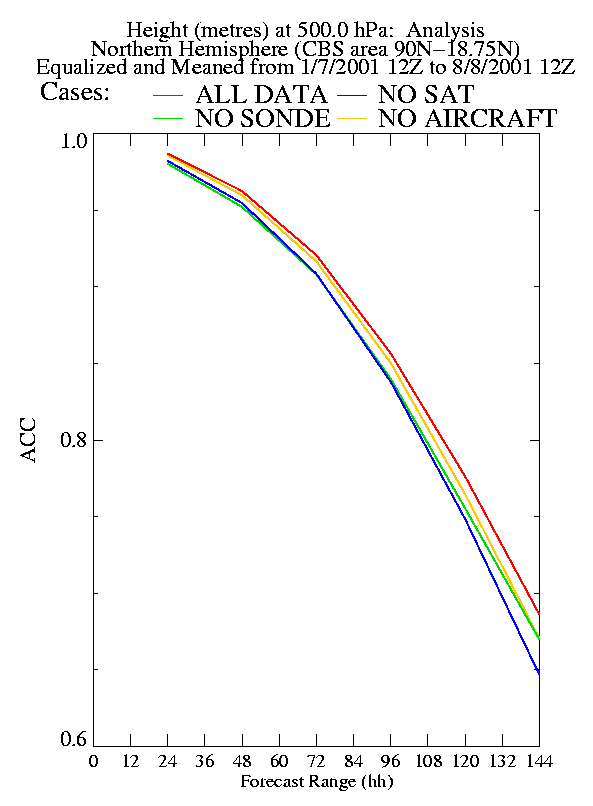 Height (metres) at 500.0 hPa:  Analysis
Northern Hemisphere (CBS area 90N−18.75N)
Equalized and Meaned from 1/7/2001 12Z to 8/8/2001 12Z
Cases: ALL DATA NO SAT
NO SONDE NO AIRCRAFT
1.0
0.8
0.6
ACC
0 12 24 36 48 60 72 84 96 108 120 132 144
Forecast Range (hh)